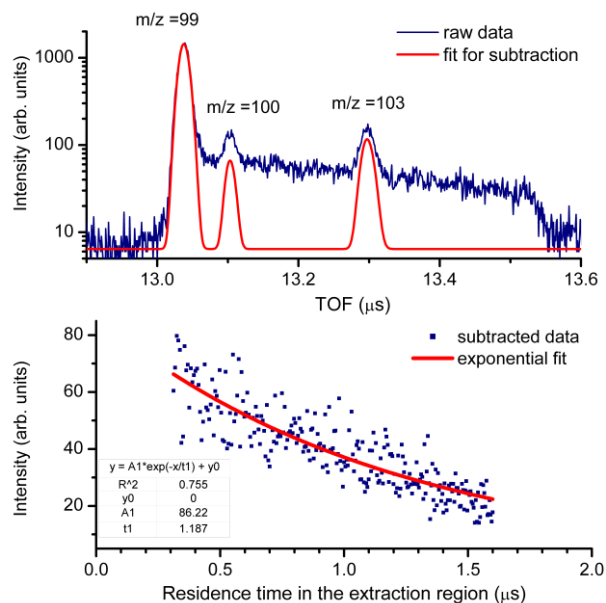 m/z =99
raw data
fit for subtraction
m/z =100
m/z =103
1000
100
10
Intensity (arb. units)
13.0
13.2
13.4
13.6
TOF (μs)
80
60
40
20
Intensity (arb. units)
subtracted data
exponential fit
y = A1*exp(-x/t1) + y0
R^2 0.755
y0 0
A1 86.22
t1 1.187
0.0
0.5
1.0
1.5
2.0
Residence time in the extraction region (μs)